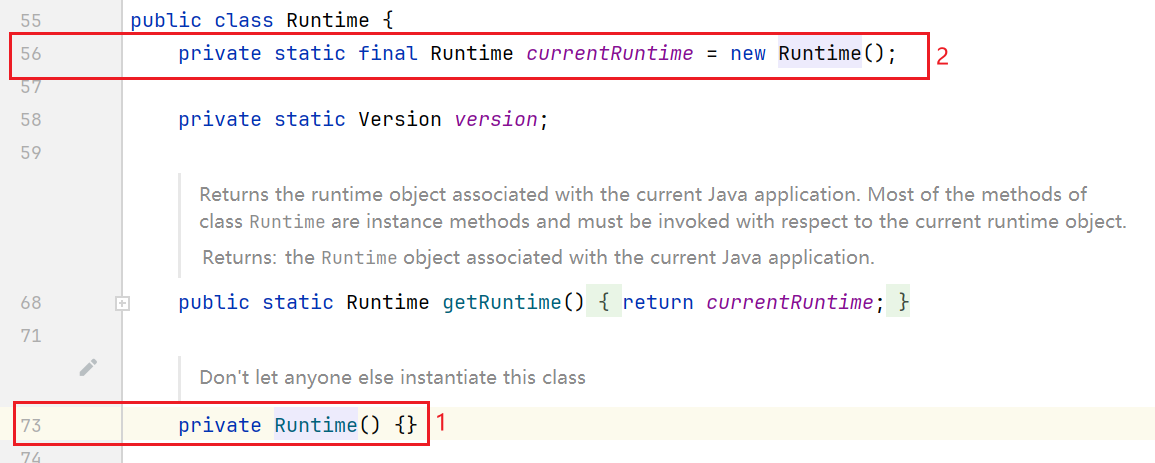 55 public class Runtime {
56 private static final Runtime currentRuntime = new Runtime(); 2
57
58 private static Version version;
59
Returns the runtime object associated with the current Java application. Most of the methods of
class Runtime are instance methods and must be invoked with respect to the current runtime object.
Returns: the Runtime object associated with the current Java application.
68 public static Runtime getRuntime() { return currentRuntime; }
71
Don't let anyone else instantiate this class
73 private Runtime() {} 1
74